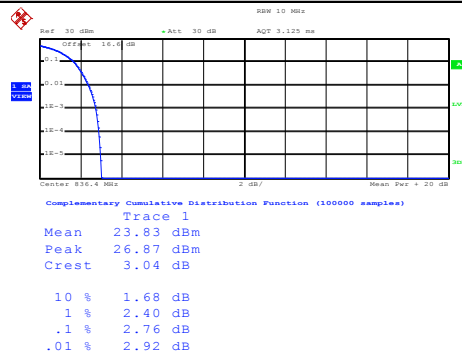 RBW 10 MHz
Ref 30 dBm Att 30 dB AQT 3.125 ms
Offset 16.6 dB
0.1
0.01
1E-3
1E-4
1E-5
1 SA
VIEW
A
LV
3D
Center 836.4 MHz 2 dB/ Mean Pwr + 20 dB
Complementary Cumulative Distribution Function (100000 samples)
Trace 1
Mean 23.83 dBm
Peak 26.87 dBm
Crest 3.04 dB
10 % 1.68 dB
1 % 2.40 dB
.1 % 2.76 dB
.01 % 2.92 dB